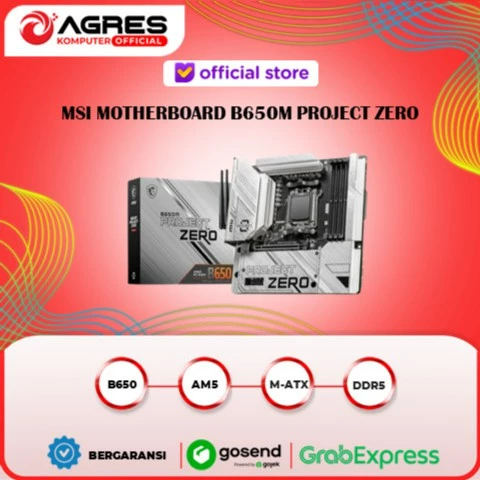 AGRES
KOMPUTER OFFICIAL
official store
MSI MOTHERBOARD B650M PROJECT ZERO
B650M
PROJECT
ZERO
B650
PROJECT
ZERO
B650
AM5
M-ATX
DDR5
BERGARANSI
gosend
Powered by gojek
GrabExpress